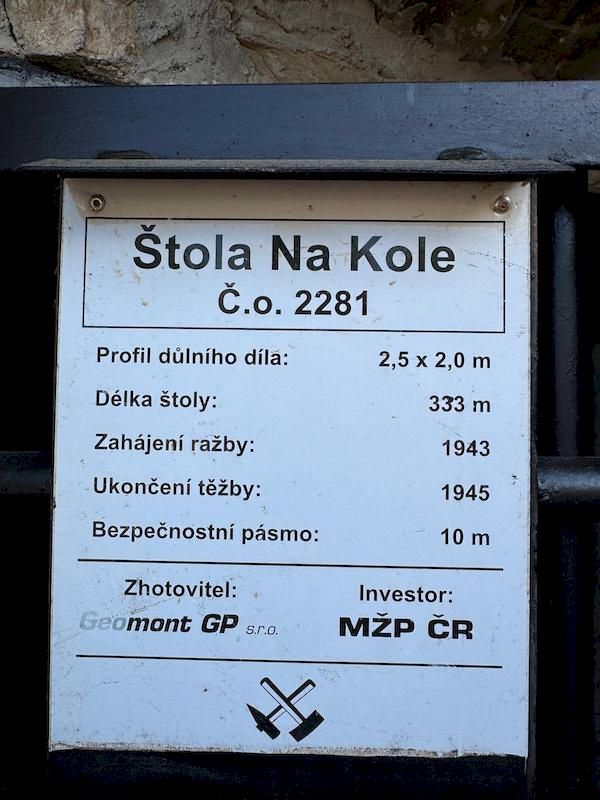 Štola Na Kole
Č.o. 2281
Profil důlního díla: 2,5 x 2,0 m
Délka štoly: 333 m
Zahájení ražby: 1943
Ukončení těžby: 1945
Bezpečnostní pásmo: 10 m
Zhotovitel: Investor:
Geomont GP s.r.o. MŽP ČR